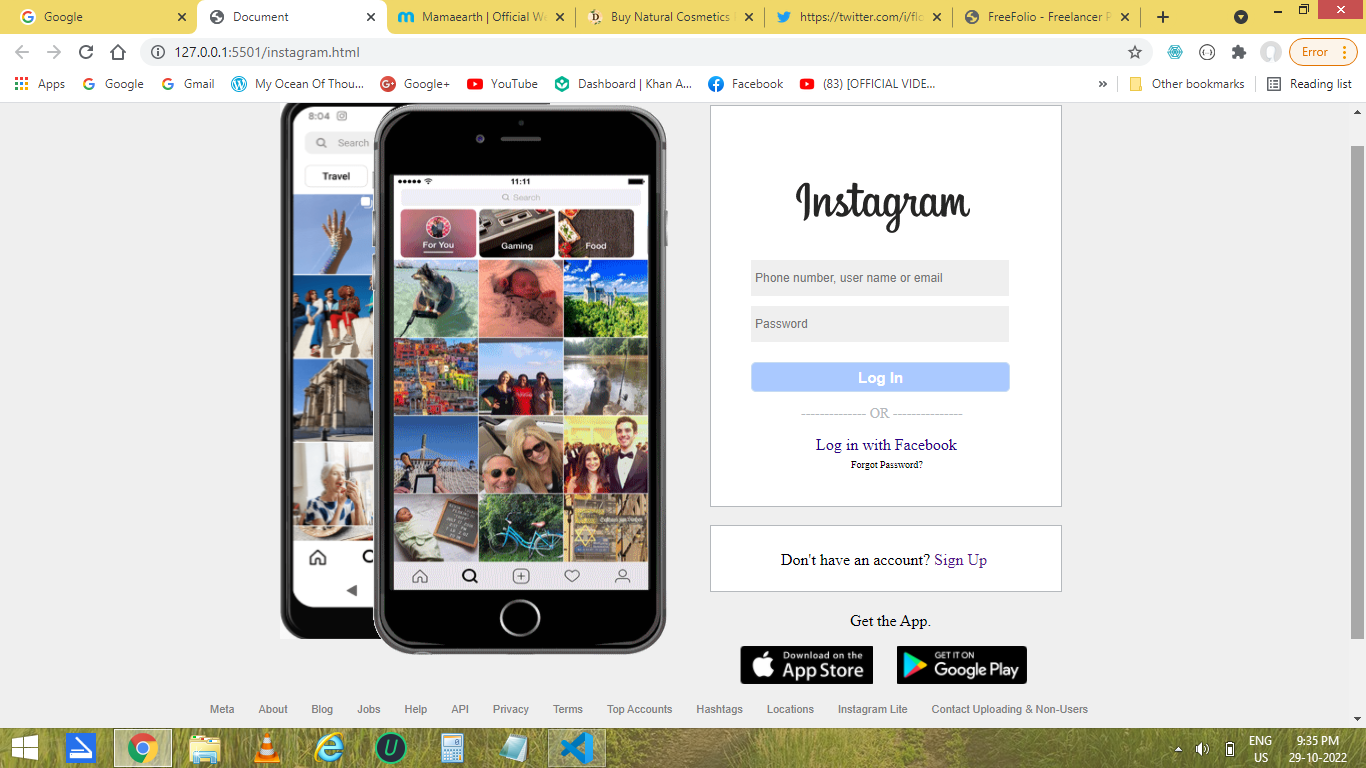 Google
Document
Mamaearth | Official We
Buy Natural Cosmetics
https://twitter.com/i/flo
FreeFolio - Freelancer P
127.0.0.1:5501/instagram.html
Error
Apps
Google
Gmail
My Ocean Of Thou...
Google+
YouTube
Dashboard | Khan A...
Facebook
(83) [OFFICIAL VIDE...
»
Other bookmarks
Reading list
8:04
Search
Travel
11:11
Search
For You
Gaming
Food
Instagram
Phone number, user name or email
Password
Log In
-------------- OR ---------------
Log in with Facebook
Forgot Password?
Don't have an account? Sign Up
Get the App.
Download on the
App Store
GET IT ON
Google Play
Meta About Blog Jobs Help API Privacy Terms Top Accounts Hashtags Locations Instagram Lite Contact Uploading & Non-Users
ENG
US
9:35 PM
29-10-2022